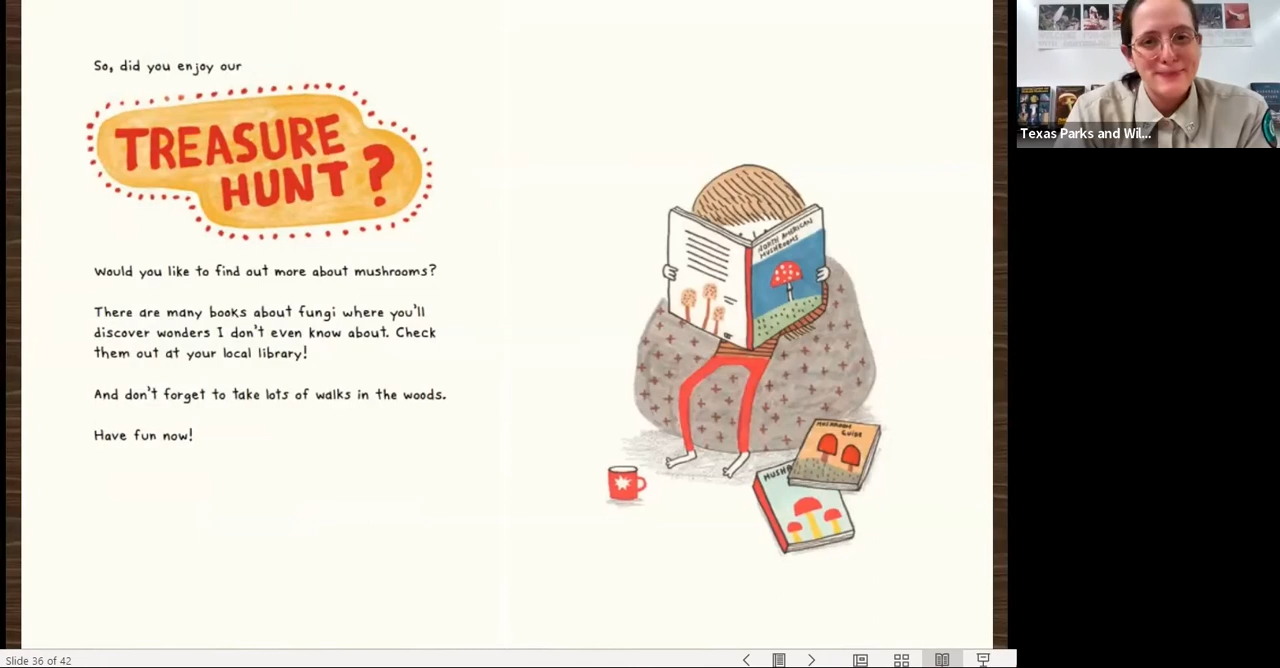 So, did you enjoy our
TREASURE
HUNT?
Would you like to find out more about mushrooms?
There are many books about fungi where you'll
discover wonders I don't even know about. Check
them out at your local library!
And don't forget to take lots of walks in the woods.
Have fun now!
NORTH AMERICAN
MUSHROOMS
MUSHROOM
GUIDE
Texas Parks and Wil...
Slide 36 of 42